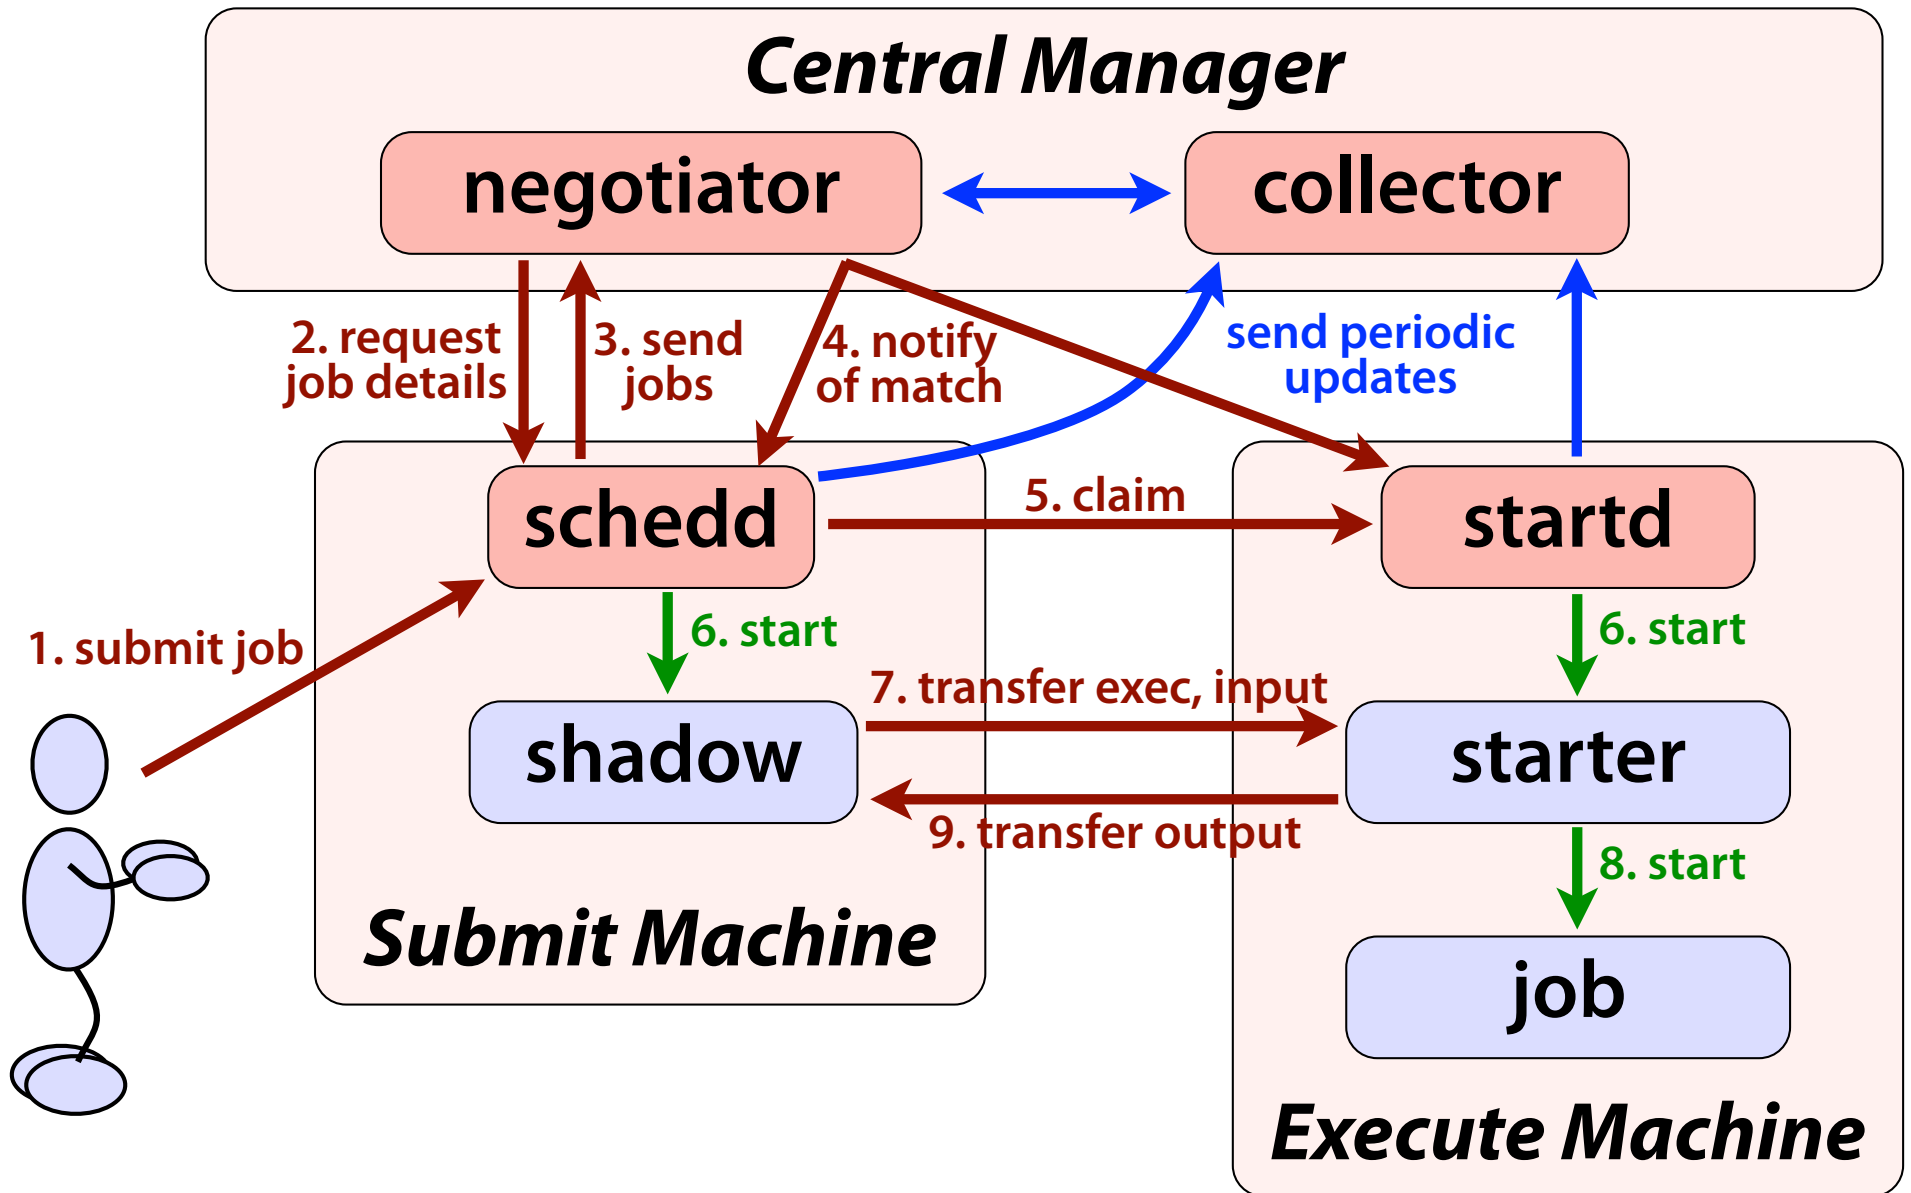 Central Manager
negotiator
collector
2. request
job details
3. send
jobs
4. notify
of match
send periodic
updates
schedd
5. claim
startd
1. submit job
6. start
6. start
7. transfer exec, input
shadow
starter
9. transfer output
8. start
Submit Machine
job
Execute Machine